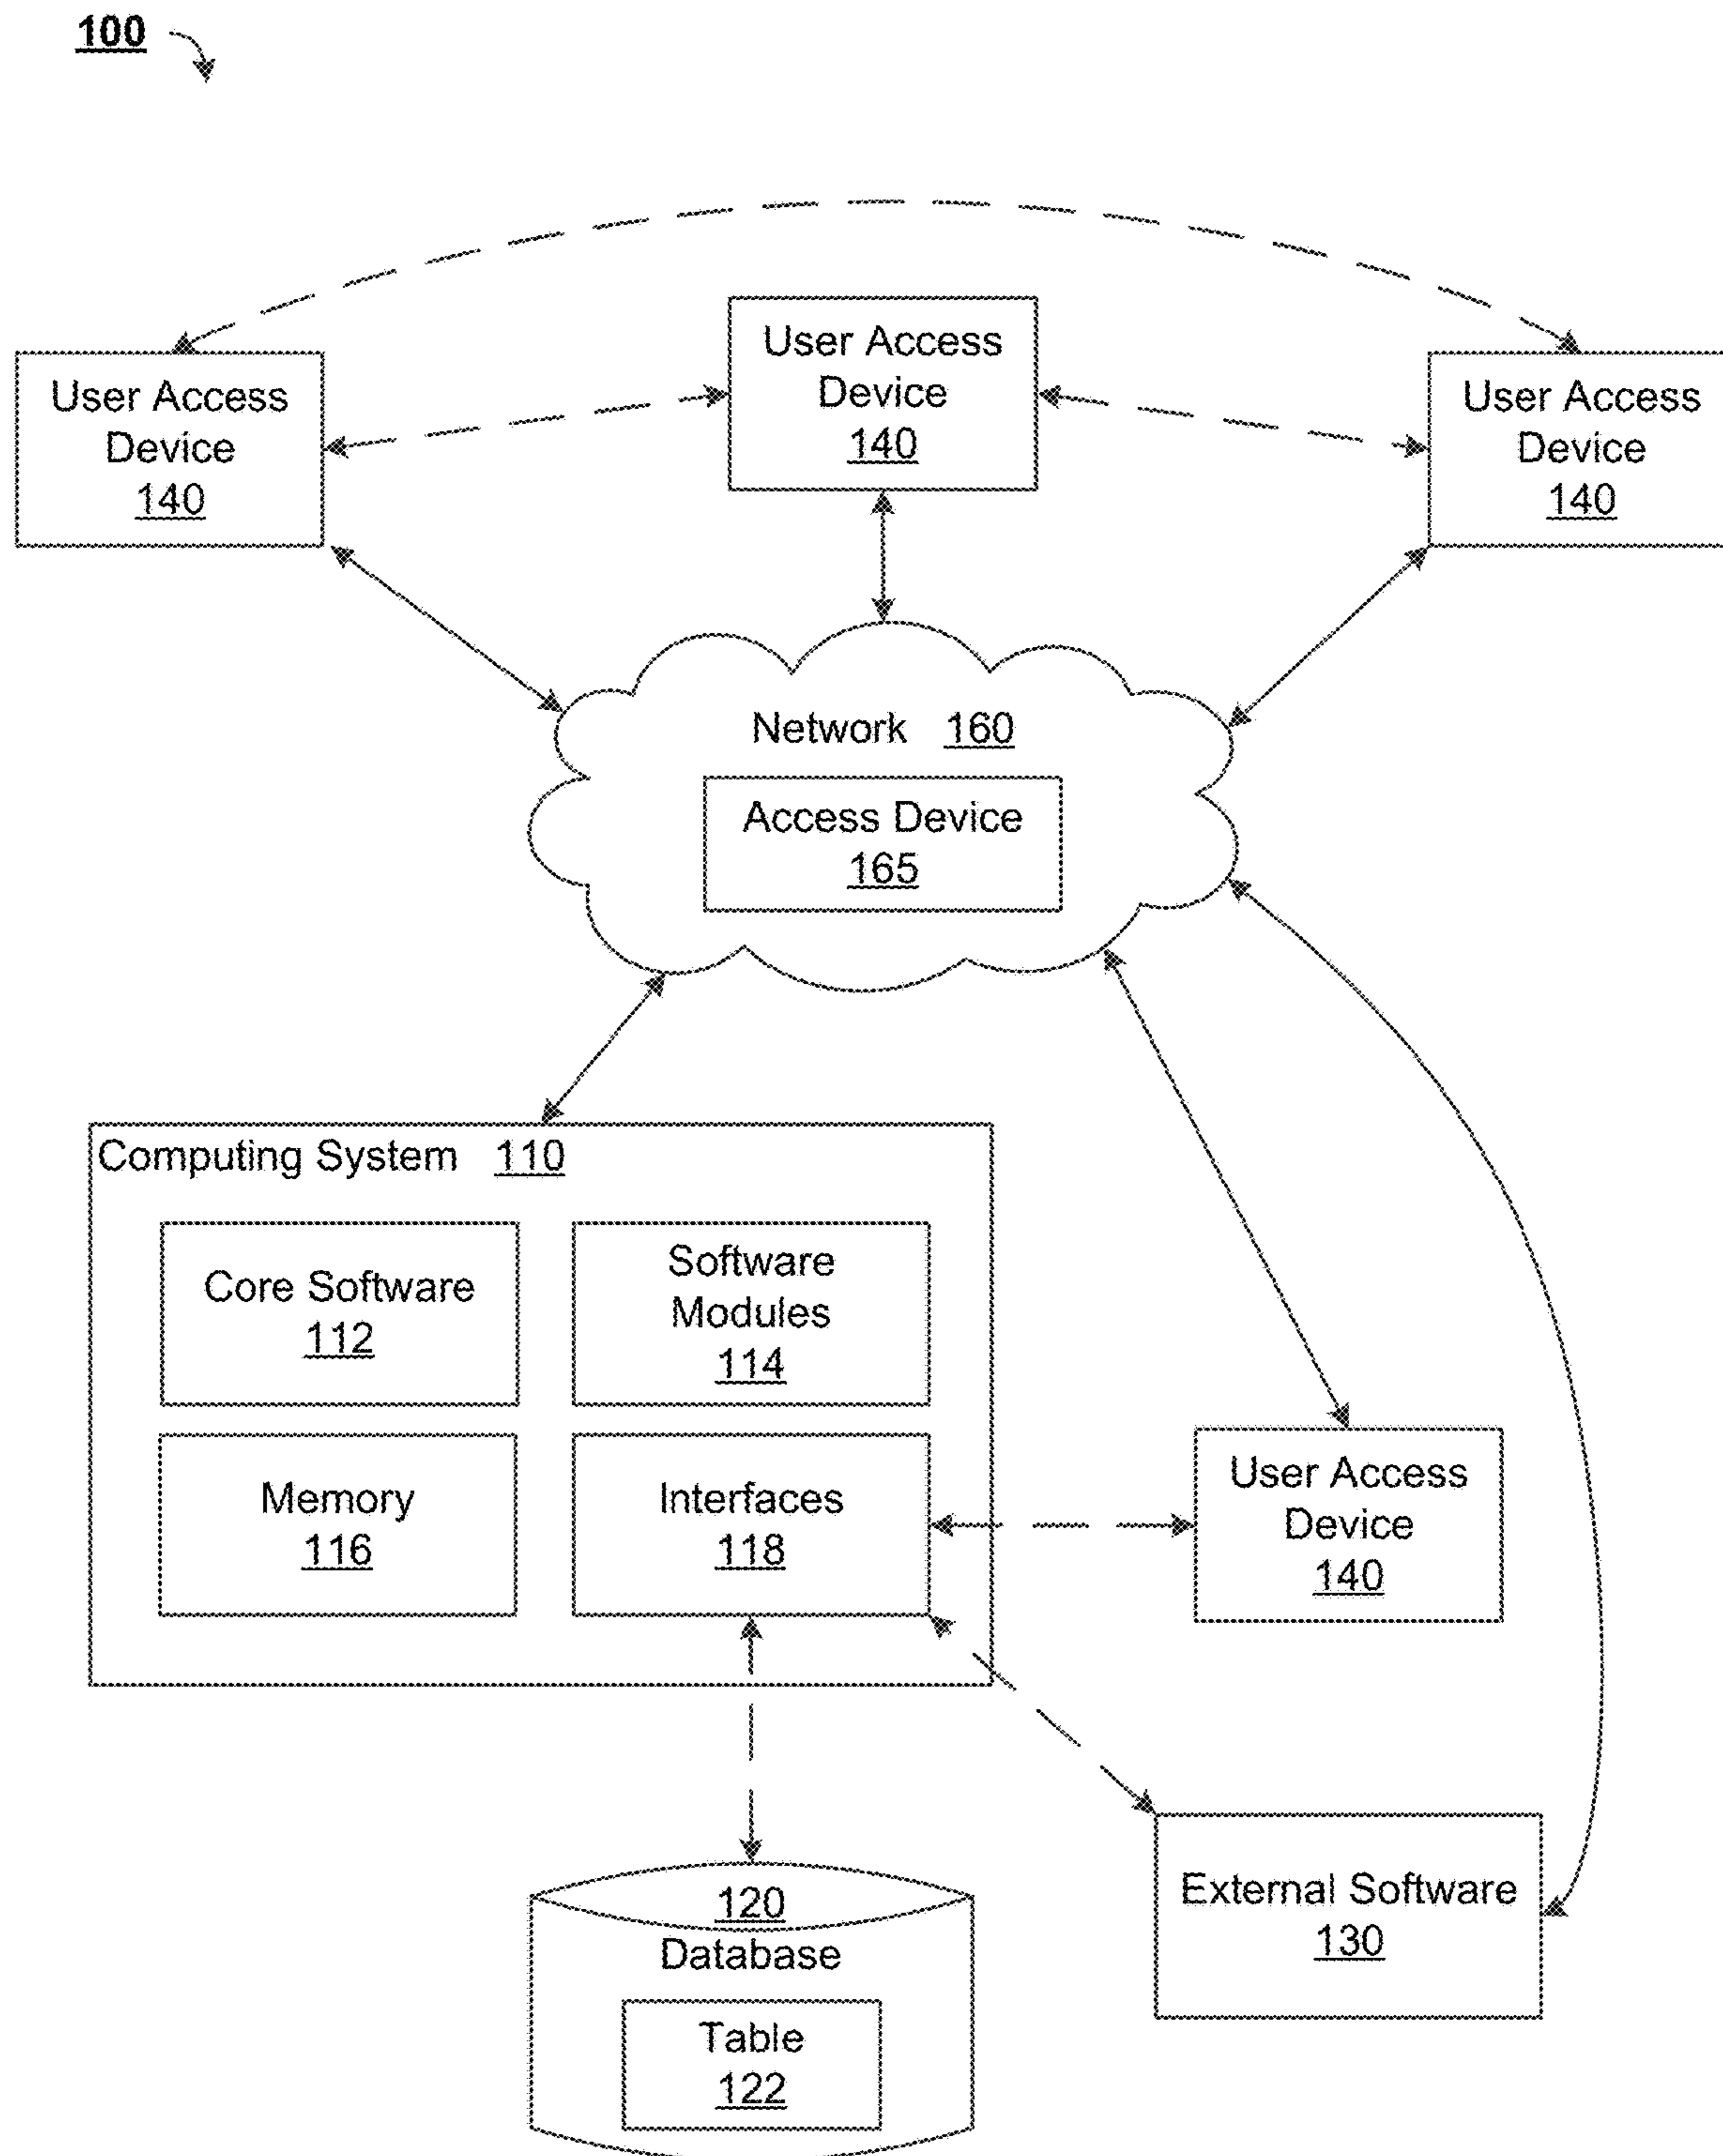 100
User Access
Device
140
User Access
Device
140
User Access
Device
140
Network 160
Access Device
165
Computing System 110
Core Software
112
Software
Modules
114
Memory
116
Interfaces
118
User Access
Device
140
External Software
130
120
Database
Table
122